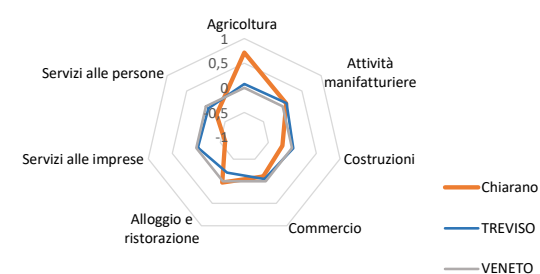 Agricoltura
1
0,5
0
0,5
-1
Attività
manifatturiere
Costruzioni
Commercio
Alloggio e
ristorazione
Servizi alle imprese
Servizi alle persone
Chiarano
TREVISO
VENETO